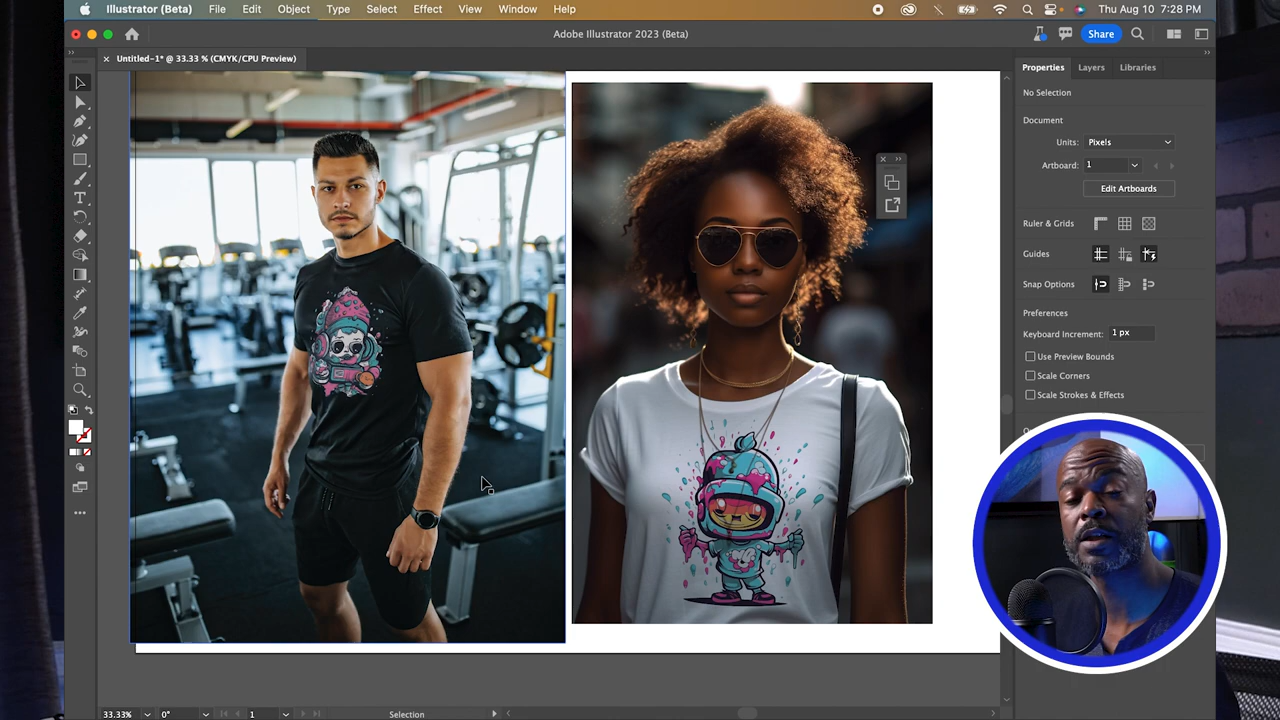 Illustrator (Beta) File Edit Object Type Select Effect View Window Help Thu Aug 10 7:28 PM
Adobe Illustrator 2023 (Beta) Share
Untitled-1* @ 33.33 % (CMYK/CPU Preview)
Properties Layers Libraries
No Selection
Document
Units: Pixels
Artboard: 1
Edit Artboards
Ruler & Grids
Guides
Snap Options
Preferences
Keyboard Increment: 1 px
Use Preview Bounds
Scale Corners
Scale Strokes & Effects
33.33% 0° 1 Selection